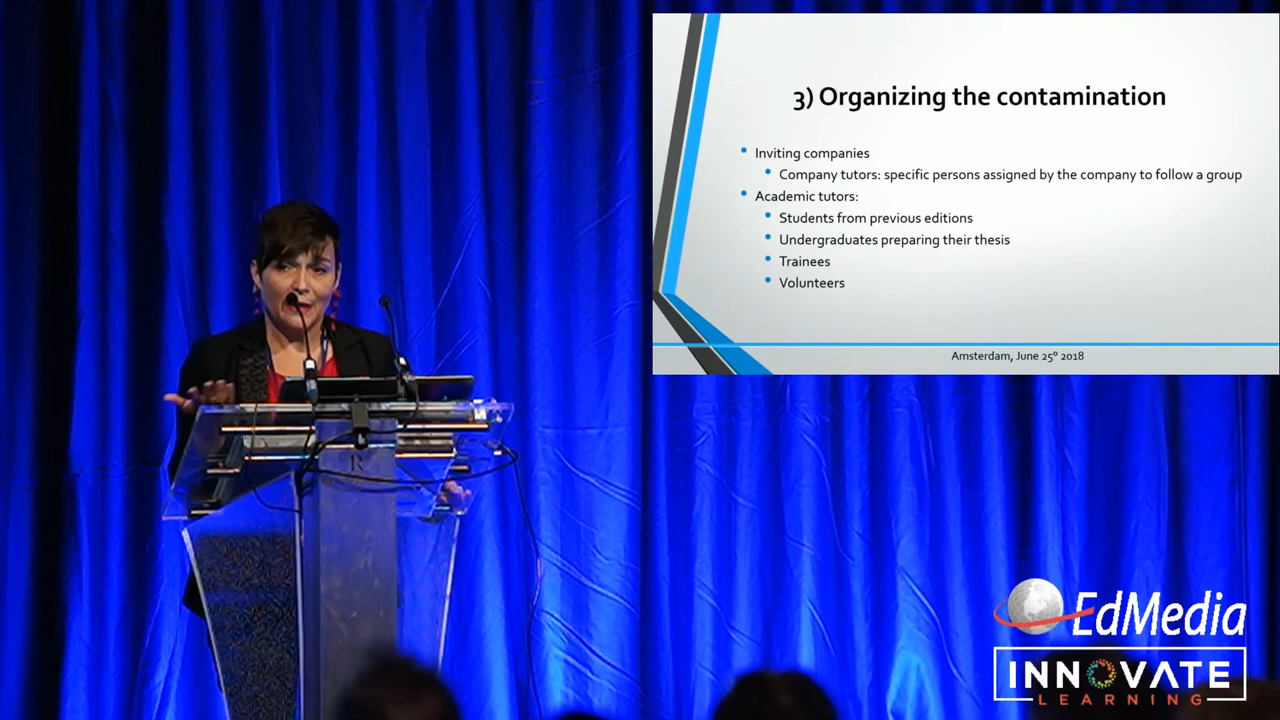 3) Organizing the contamination
Inviting companies
Company tutors: specific persons assigned by the company to follow a group
Academic tutors:
Students from previous editions
Undergraduates preparing their thesis
Trainees
Volunteers
Amsterdam, June 25º 2018
R
EdMedia
INNOVATE
LEARNING